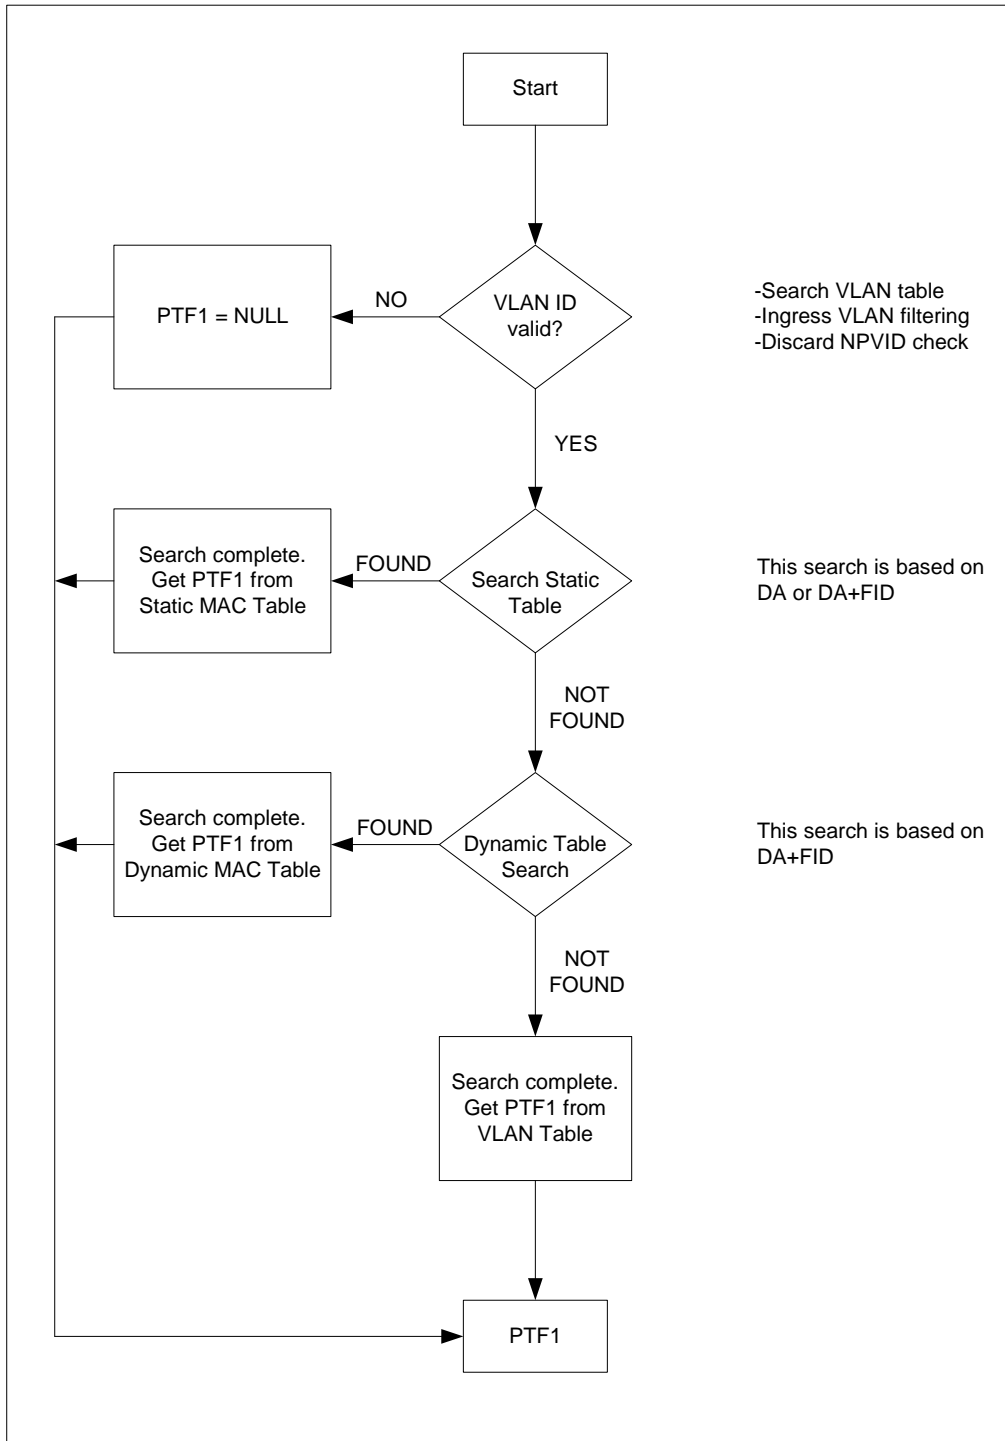 Start
NO
PTF1 = NULL
VLAN ID
valid?
-Search VLAN table
-Ingress VLAN filtering
-Discard NPVID check
YES
Search complete.
Get PTF1 from
Static MAC Table
FOUND
Search Static
Table
This search is based on
DA or DA+FID
NOT
FOUND
Search complete.
Get PTF1 from
Dynamic MAC Table
FOUND
Dynamic Table
Search
This search is based on
DA+FID
NOT
FOUND
Search complete.
Get PTF1 from
VLAN Table
PTF1